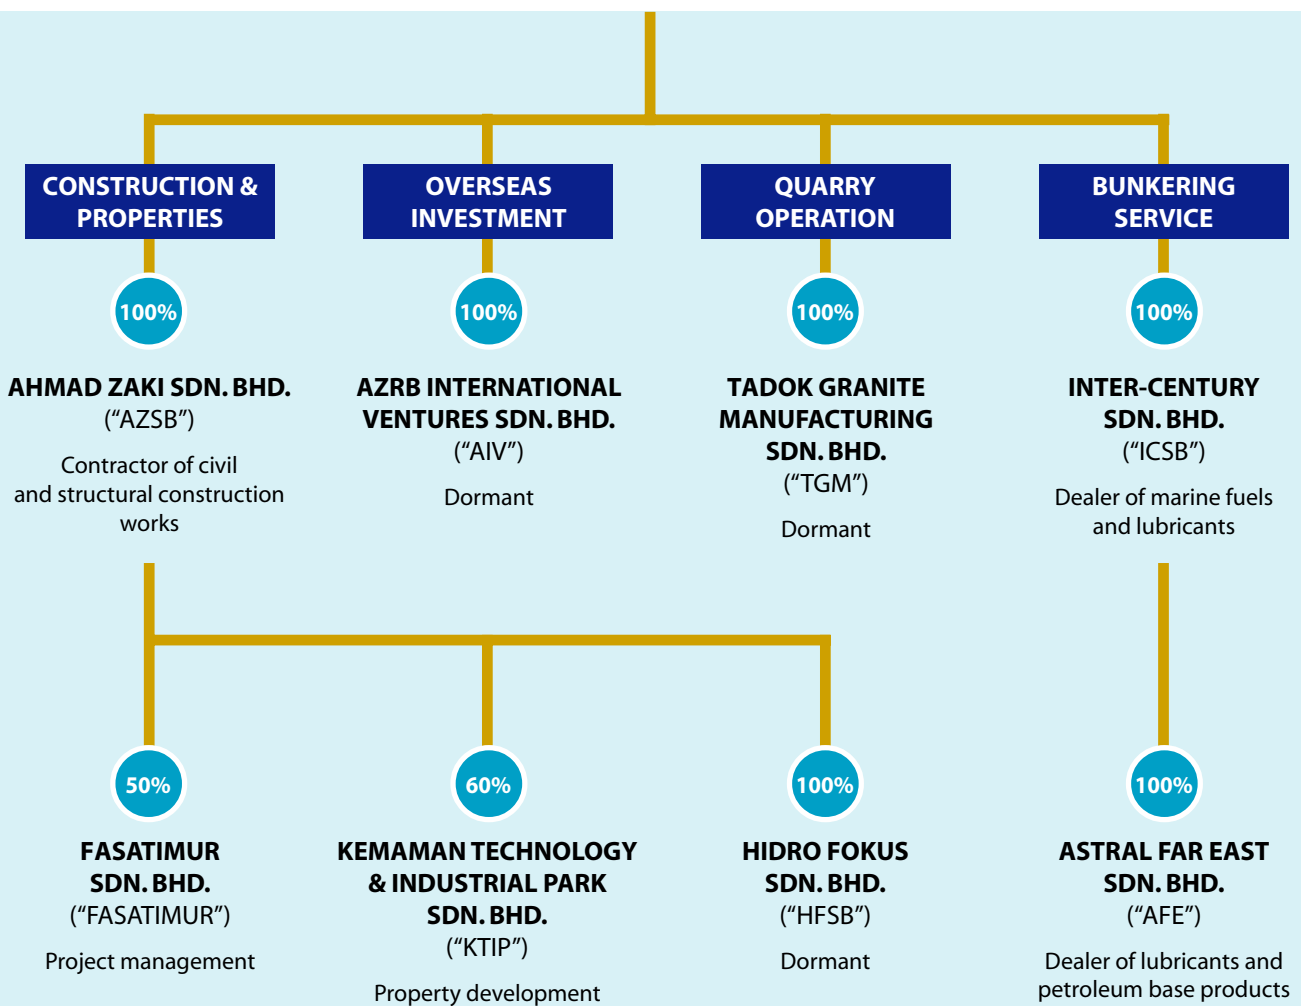 CONSTRUCTION &
PROPERTIES
OVERSEAS
INVESTMENT
QUARRY
OPERATION
BUNKERING
SERVICE
100%
100%
100%
100%
AHMAD ZAKI SDN. BHD.
(“AZSB”)
Contractor of civil
and structural construction
works
AZRB INTERNATIONAL
VENTURES SDN. BHD.
(“AIV”)
Dormant
TADOK GRANITE
MANUFACTURING
SDN. BHD.
(“TGM”)
Dormant
INTER-CENTURY
SDN. BHD.
(“ICSB”)
Dealer of marine fuels
and lubricants
50%
60%
100%
100%
FASATIMUR
SDN. BHD.
(“FASATIMUR”)
Project management
KEMAMAN TECHNOLOGY
& INDUSTRIAL PARK
SDN. BHD.
(“KTIP”)
Property development
HIDRO FOKUS
SDN. BHD.
(“HFSB”)
Dormant
ASTRAL FAR EAST
SDN. BHD.
(“AFE”)
Dealer of lubricants and
petroleum base products